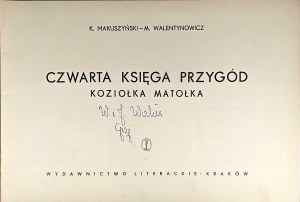 K. MAKUSZYŃSKI—M. WALENTYNOWICZ
CZWARTA KSIĘGA PRZYGÓD
KOZIOŁKA MATOŁKA
W. i J.
WYDAWNICTWO LITERACKIE·KRAKÓW